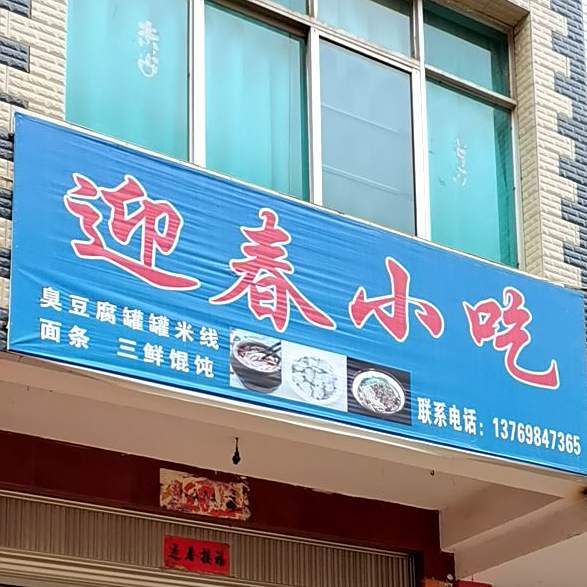 迎春小吃
臭豆腐罐罐米线
面条 三鲜馄饨
联系电话：13769847365
迎春接福